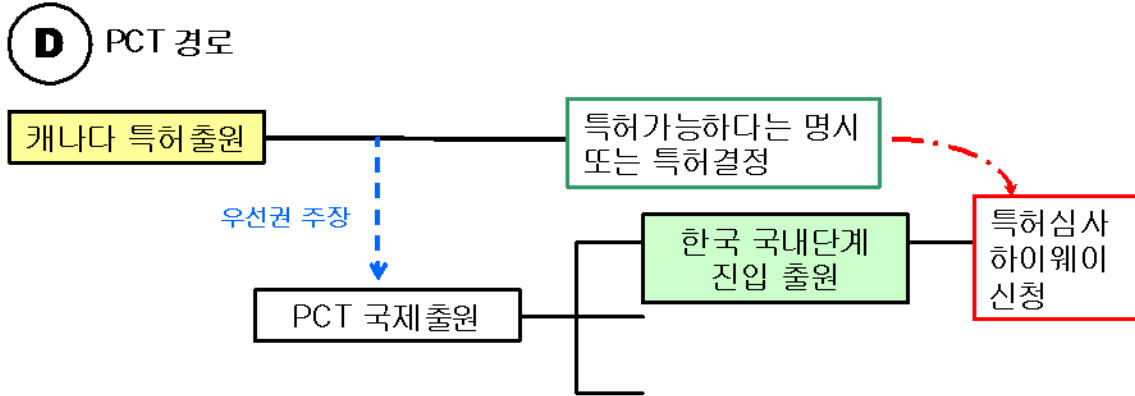 D PCT 경로
캐나다 특허출원
특허가능하다는 명시
또는 특허결정
우선권 주장
특허심사
하이웨이
신청
한국 국내단계
진입 출원
PCT 국제출원